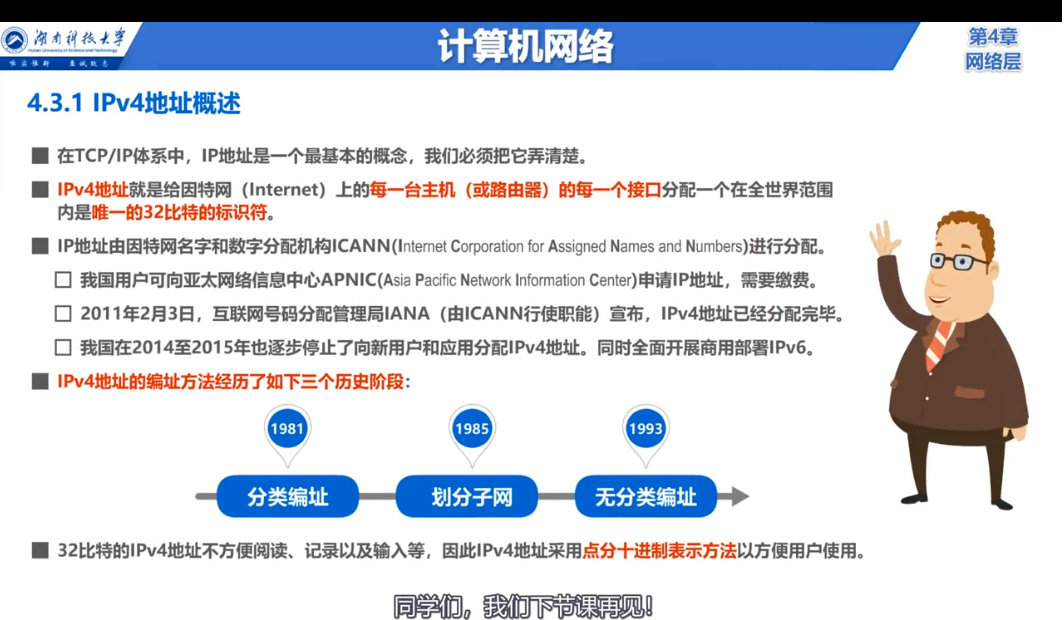 湖南科技大学
Hunan University of Science and Technology
唯实惟新 至诚致志
计算机网络
第4章
网络层
4.3.1 IPv4地址概述
在TCP/IP体系中，IP地址是一个最基本的概念，我们必须把它弄清楚。
IPv4地址就是给因特网（Internet）上的每一台主机（或路由器）的每一个接口分配一个在全世界范围
内是唯一的32比特的标识符。
IP地址由因特网名字和数字分配机构ICANN(Internet Corporation for Assigned Names and Numbers)进行分配。
我国用户可向亚太网络信息中心APNIC(Asia Pacific Network Information Center)申请IP地址，需要缴费。
2011年2月3日，互联网号码分配管理局IANA（由ICANN行使职能）宣布，IPv4地址已经分配完毕。
我国在2014至2015年也逐步停止了向新用户和应用分配IPv4地址。同时全面开展商用部署IPv6。
IPv4地址的编址方法经历了如下三个历史阶段：
1981 1985 1993
分类编址 划分子网 无分类编址
32比特的IPv4地址不方便阅读、记录以及输入等，因此IPv4地址采用点分十进制表示方法以方便用户使用。
同学们，我们下节课再见！